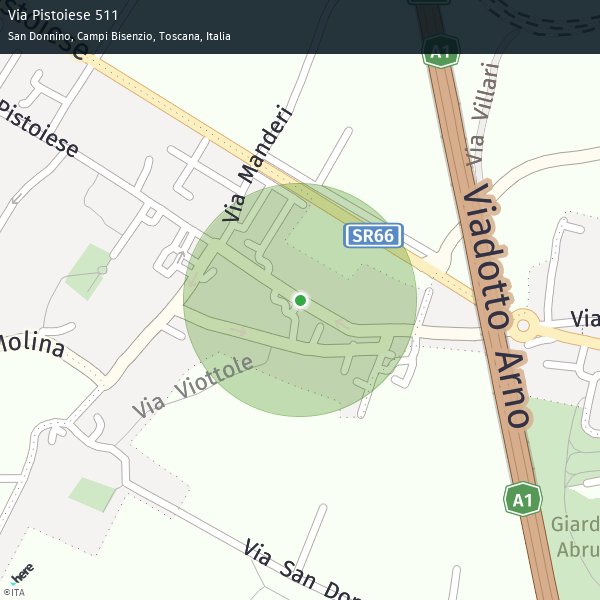 Via Pistoiese 511
San Donnino, Campi Bisenzio, Toscana, Italia
Pistoiese
A1
Via Villari
Pistoiese
Via Manderi
SR66
Viadotto Arno
Via
Molina
Via Viottole
A1
Giard
Abru
Via San Don
here
©ITA